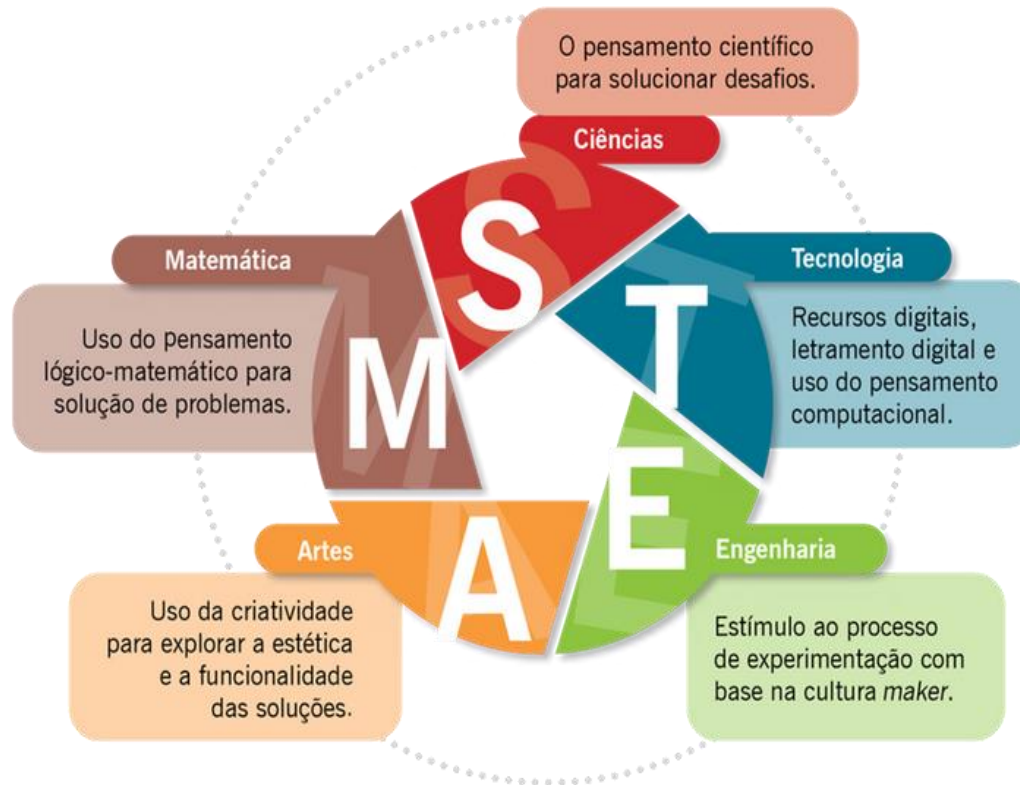 O pensamento científico
para solucionar desafios.
Ciências
S
Tecnologia
T
Recursos digitais,
letramento digital e
uso do pensamento
computacional.
Engenharia
E
Estímulo ao processo
de experimentação com
base na cultura maker.
Artes
A
Uso da criatividade
para explorar a estética
e a funcionalidade
das soluções.
Matemática
M
Uso do pensamento
lógico-matemático para
solução de problemas.